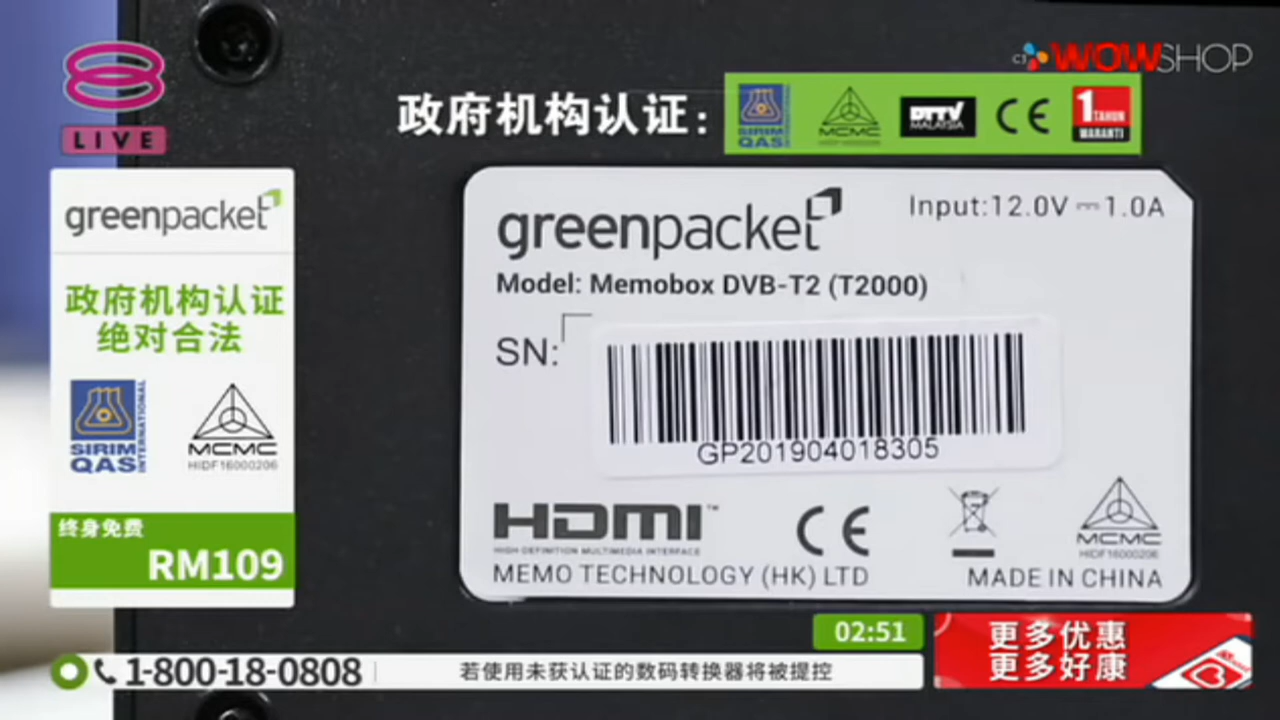 LIVE
CJ WOWSHOP
政府机构认证:
SIRIM
QAS
MCMC
DTTV
MALAYSIA
CE
1
TAHUN
WARANTI
greenpacket
政府机构认证
绝对合法
SIRIM
QAS
INTERNATIONAL
MCMC
HIDF16000206
终身免费
RM109
greenpacket
Input:12.0V ⎓ 1.0A
Model: Memobox DVB-T2 (T2000)
SN:
GP201904018305
HDMI™
HIGH-DEFINITION MULTIMEDIA INTERFACE
CE
MCMC
HIDF16000206
MEMO TECHNOLOGY (HK) LTD
MADE IN CHINA
02:51
1-800-18-0808
若使用未获认证的数码转换器将被提控
更多优惠
更多好康